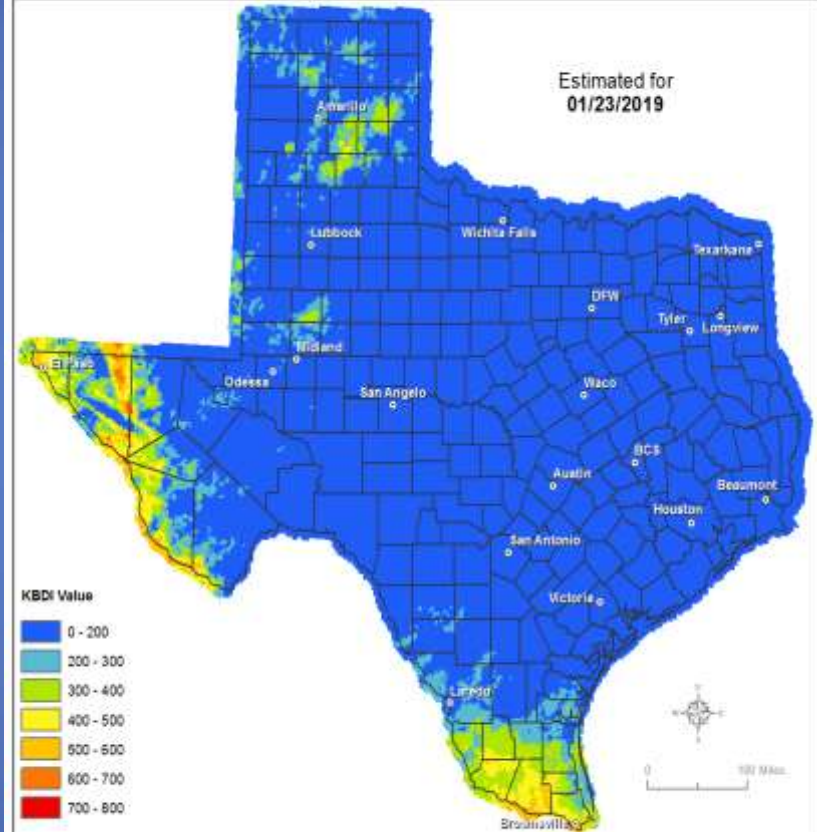 Estimated for
01/23/2019
Amarillo
Lubbock
Wichita Falls
Texarkana
DFW
Tyler
Longview
Midland
El Paso
Odessa
San Angelo
Waco
BCS
Austin
Beaumont
Houston
San Antonio
Victoria
Laredo
Brownsville
KBDI Value
0 - 200
200 - 300
300 - 400
400 - 500
500 - 600
600 - 700
700 - 800
0
100 Miles